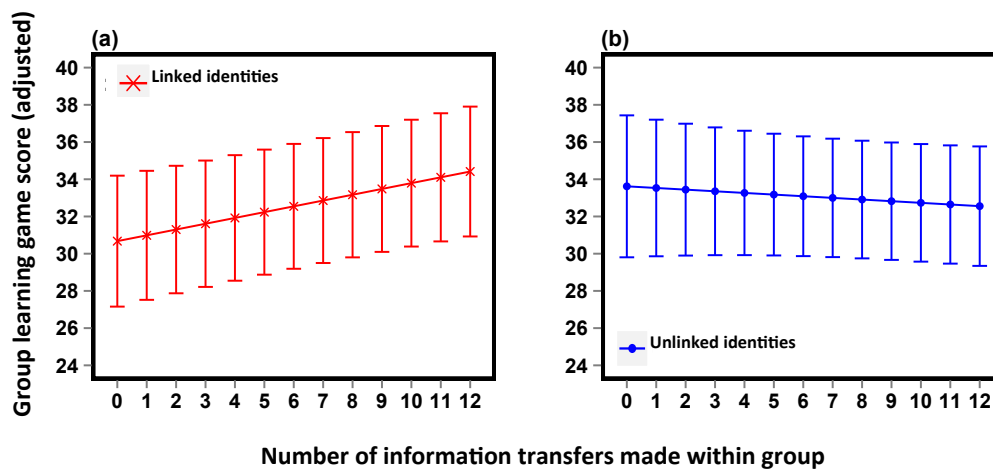 (a)
(b)
Group learning game score (adjusted)
Linked identities
40
38
36
34
32
30
28
26
24
0 1 2 3 4 5 6 7 8 9 10 11 12
40
38
36
34
32
30
28
26
24
Unlinked identities
0 1 2 3 4 5 6 7 8 9 10 11 12
Number of information transfers made within group